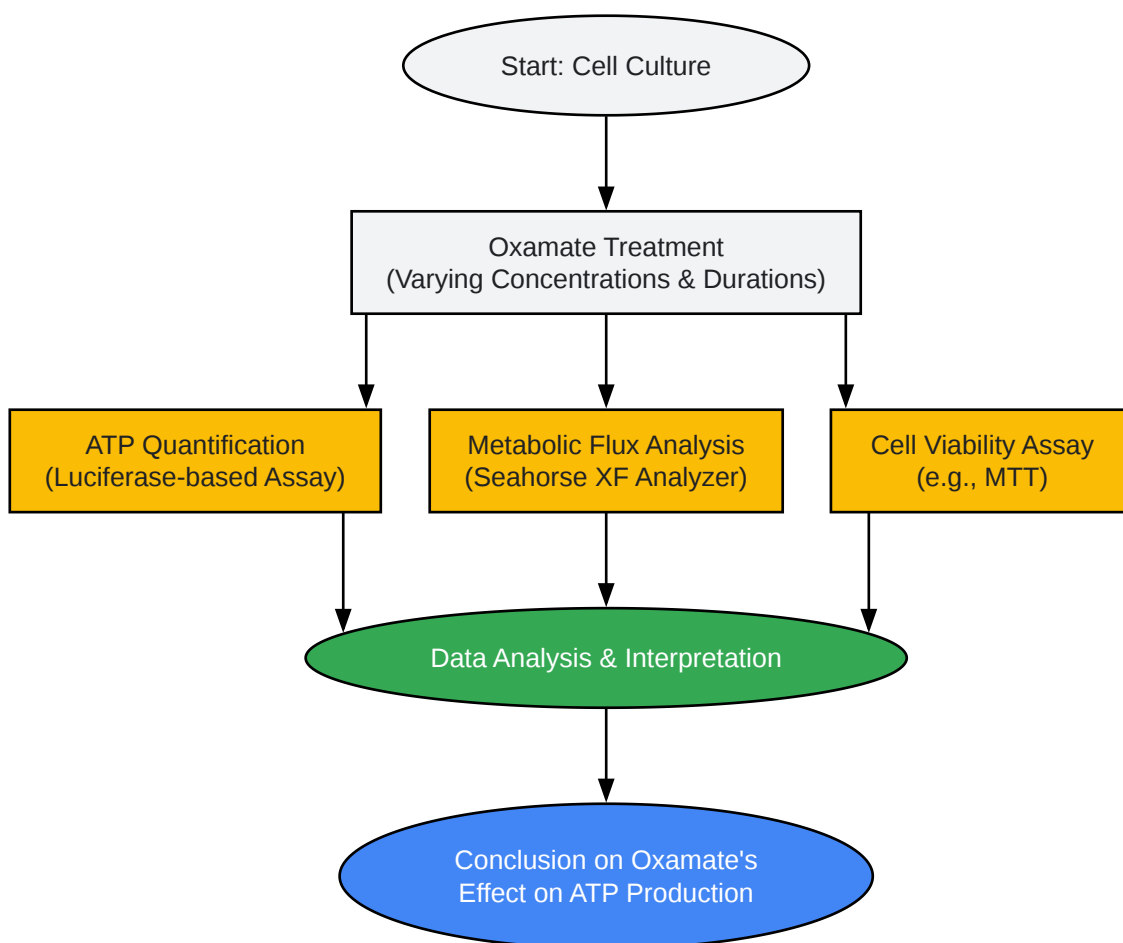 Start: Cell Culture
Oxamate Treatment
(Varying Concentrations & Durations)
ATP Quantification
(Luciferase-based Assay)
Metabolic Flux Analysis
(Seahorse XF Analyzer)
Cell Viability Assay
(e.g., MTT)
Data Analysis & Interpretation
Conclusion on Oxamate's
Effect on ATP Production